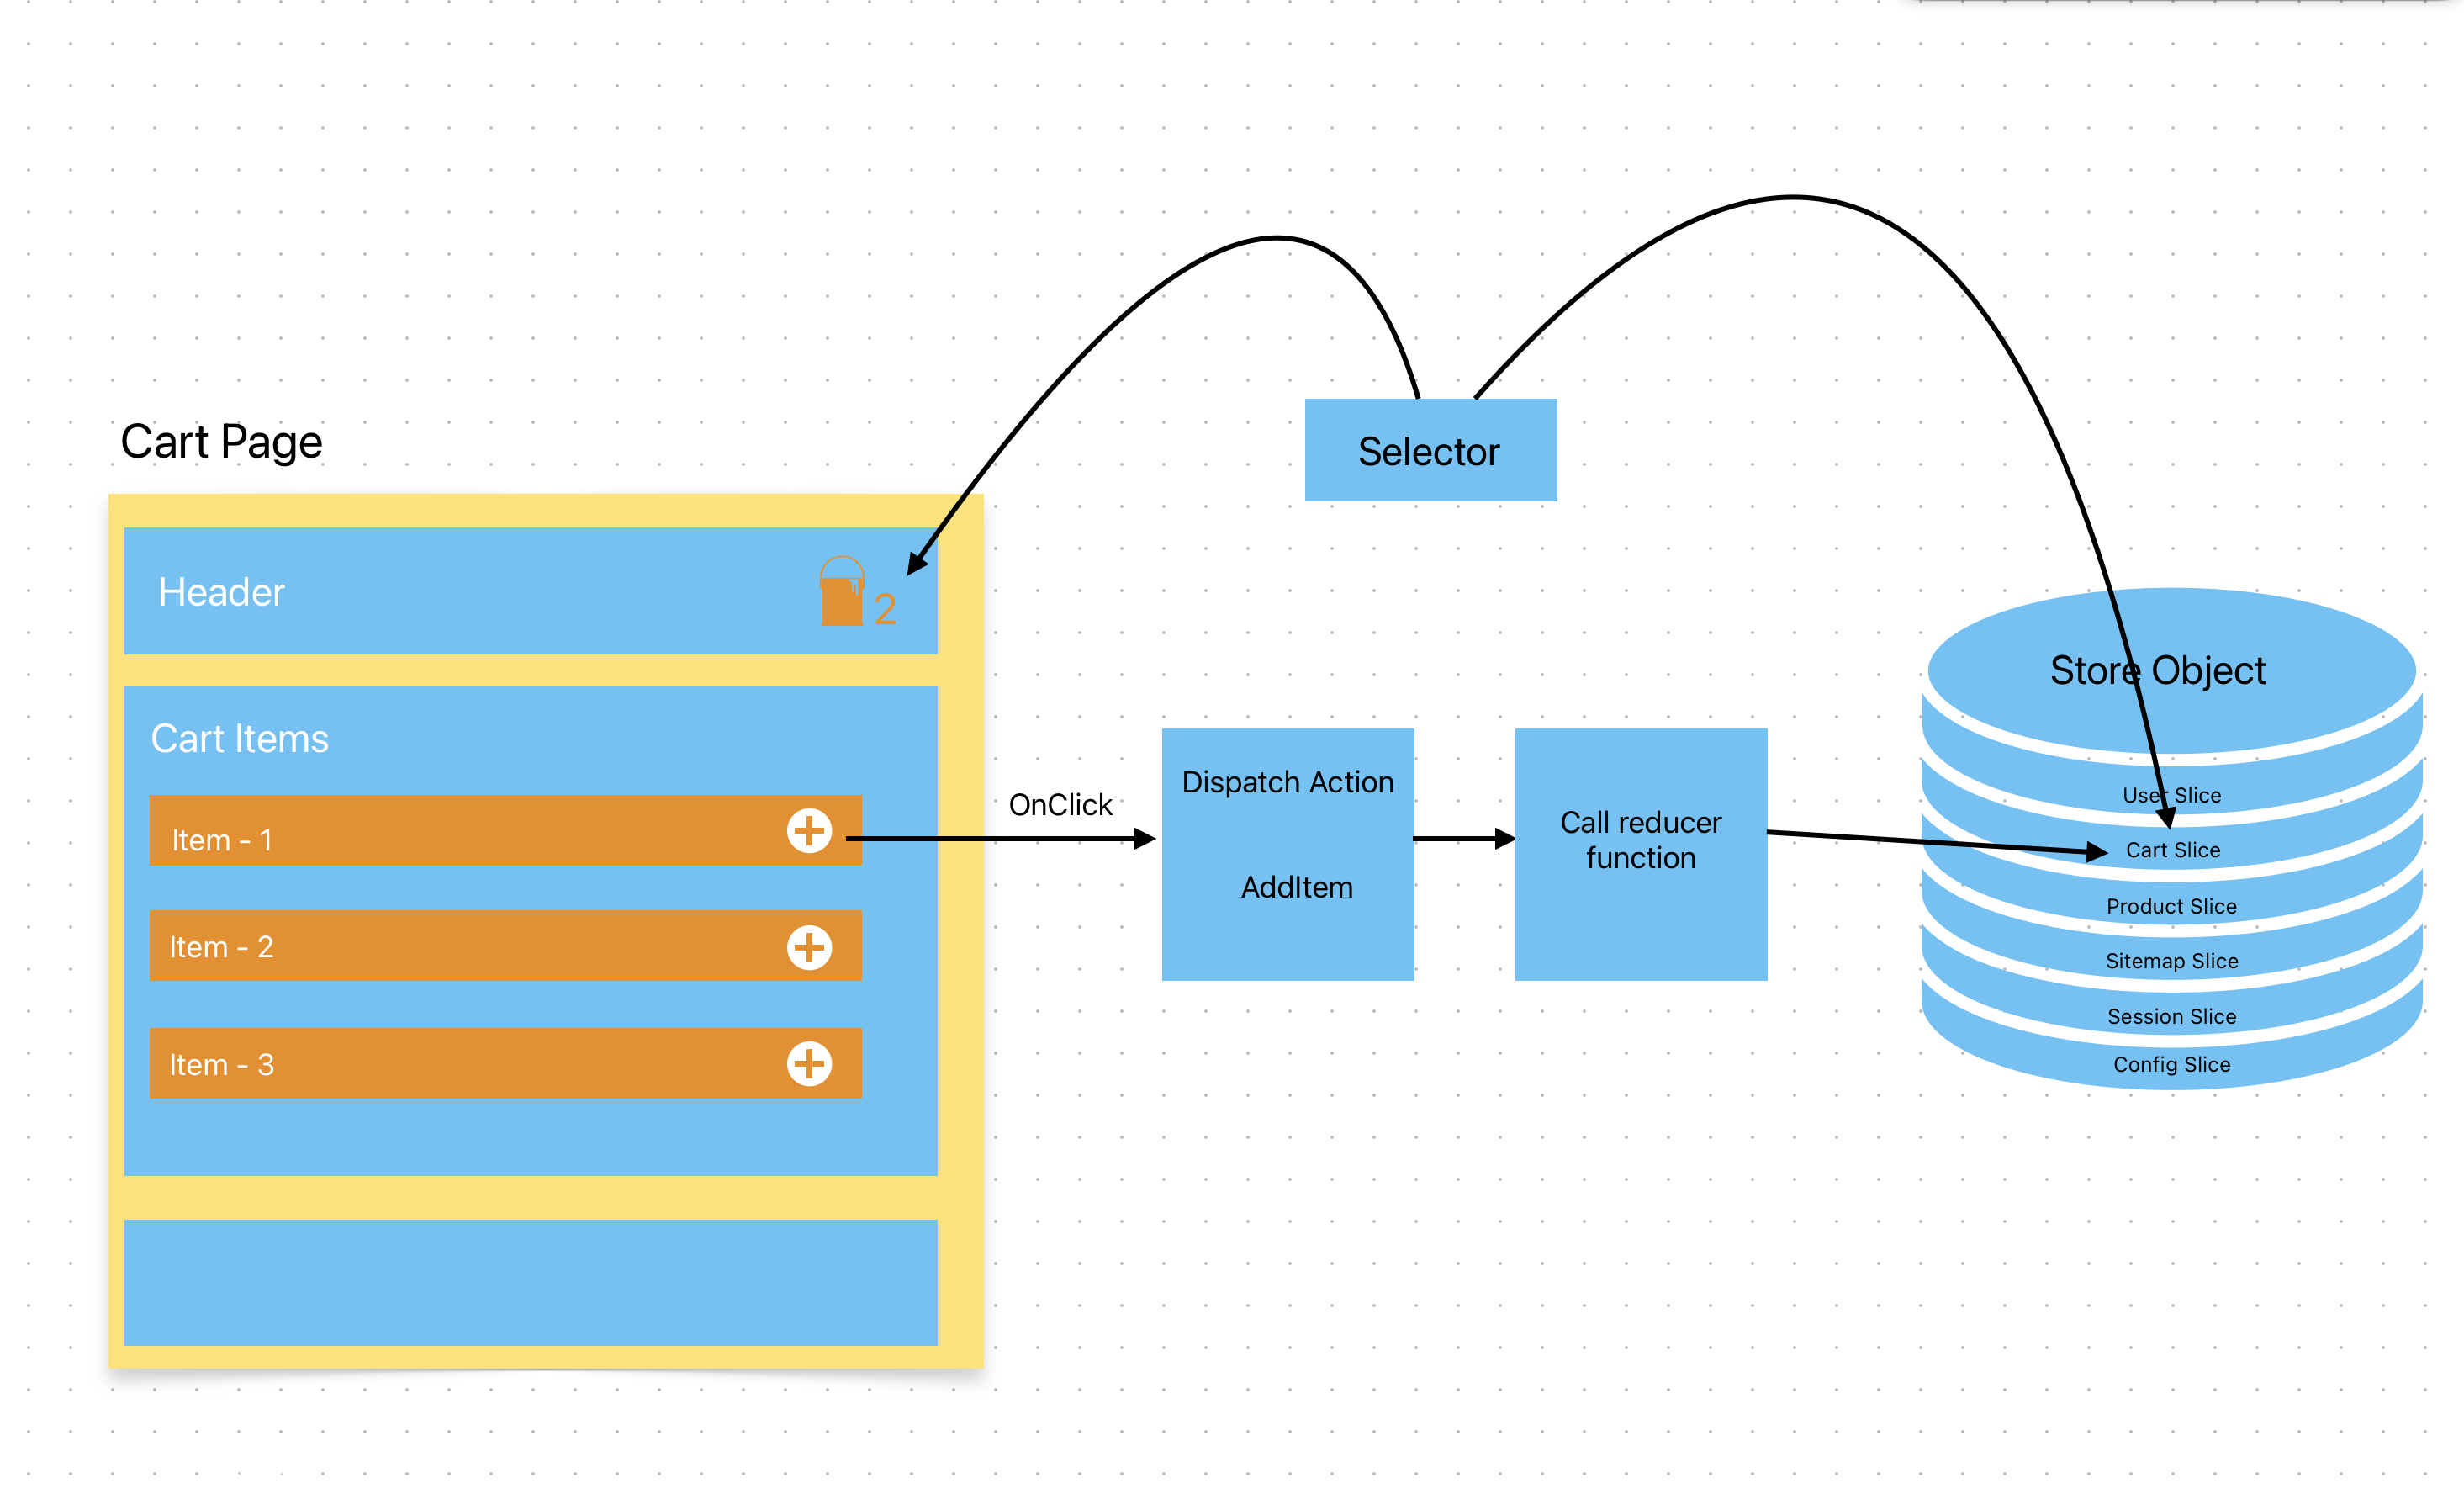 Selector
Cart Page
Header
2
Cart Items
Item - 1
Item - 2
Item - 3
OnClick
Dispatch Action
AddItem
Call reducer
function
Store Object
User Slice
Cart Slice
Product Slice
Sitemap Slice
Session Slice
Config Slice